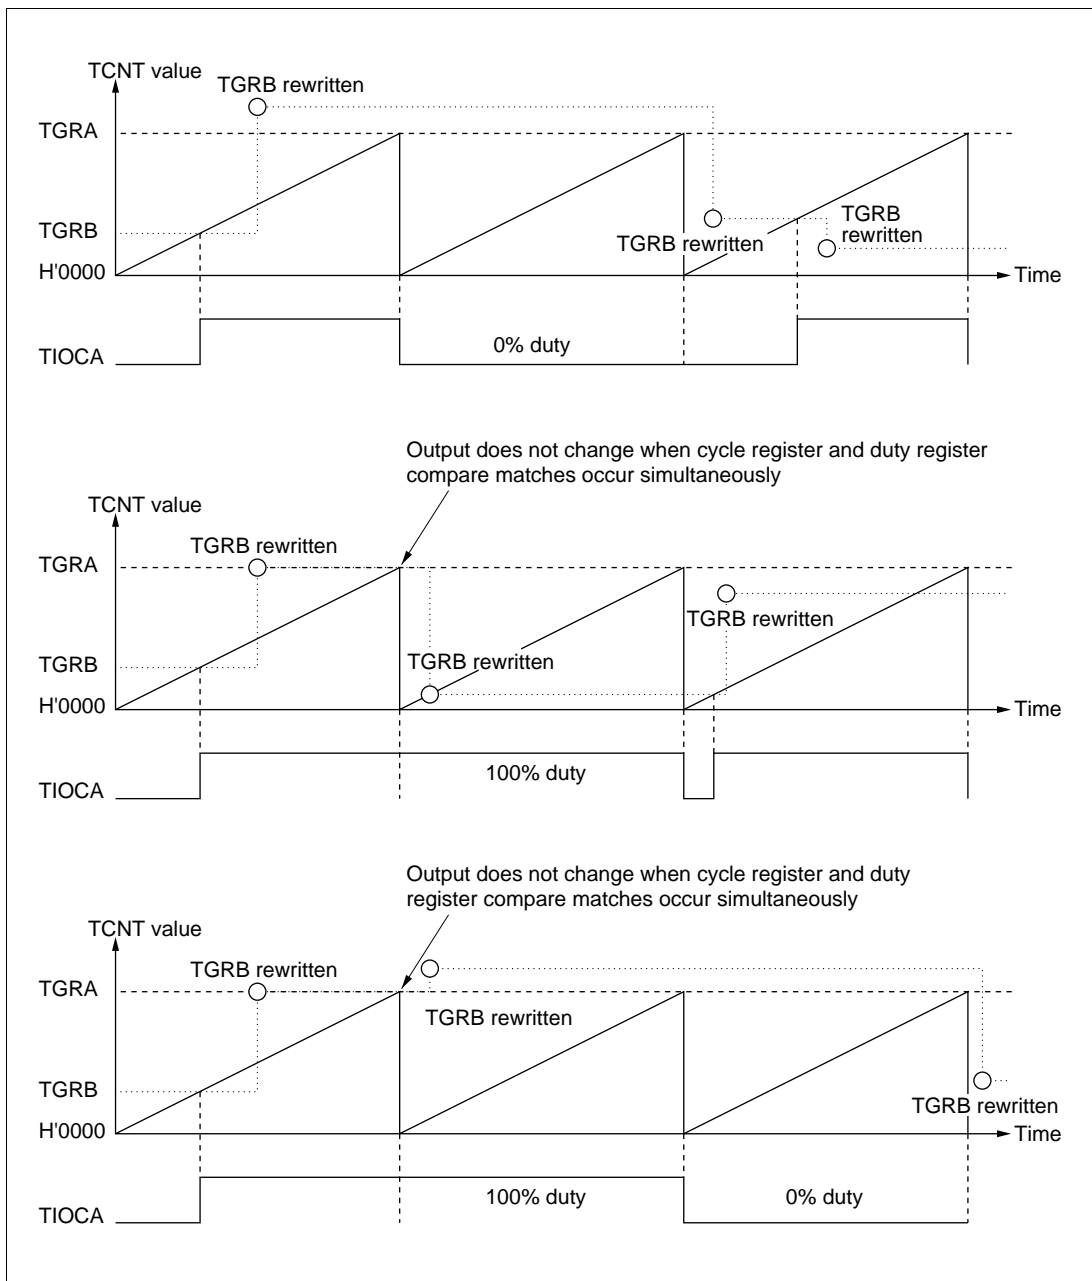 TCNT value
TGRB rewritten
TGRA
TGRB
TGRB
rewritten
TGRB rewritten
H'0000
Time
0% duty
TIOCA
Output does not change when cycle register and duty register
compare matches occur simultaneously
TCNT value
TGRB rewritten
TGRA
TGRB rewritten
TGRB
TGRB rewritten
H'0000
Time
100% duty
TIOCA
Output does not change when cycle register and duty
register compare matches occur simultaneously
TCNT value
TGRB rewritten
TGRA
TGRB rewritten
TGRB
TGRB rewritten
H'0000
Time
100% duty
0% duty
TIOCA